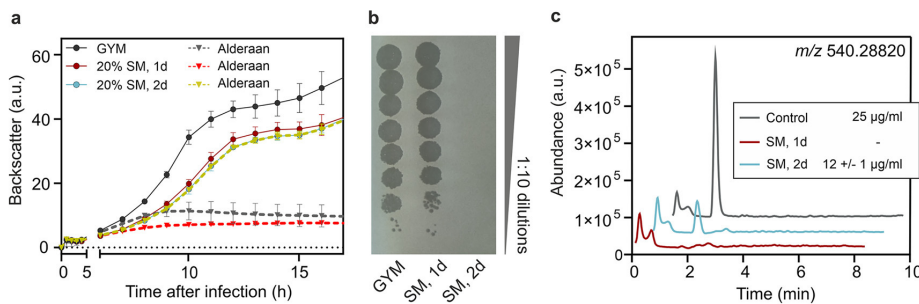 a
GYM
20% SM, 1d
20% SM, 2d
Alderaan
Alderaan
Alderaan
Backscatter (a.u.)
60
40
20
0
0
5
10
15
Time after infection (h)
b
1:10 dilutions
GYM
SM, 1d
SM, 2d
c
m/z 540.28820
Control 25 µg/ml
SM, 1d -
SM, 2d 12 +/- 1 µg/ml
Abundance (a.u.)
5×10⁵
4×10⁵
3×10⁵
2×10⁵
1×10⁵
0
0 2 4 6 8 10
Time (min)